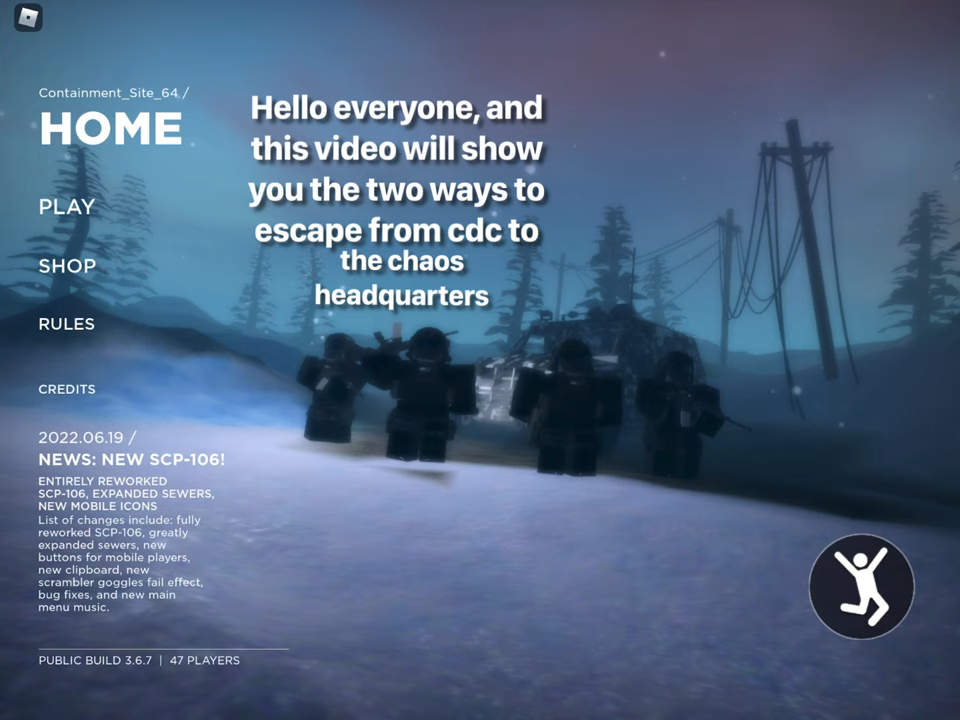 Containment_Site_64 /
HOME
PLAY
SHOP
RULES
CREDITS
2022.06.19 /
NEWS: NEW SCP-106!
ENTIRELY REWORKED
SCP-106, EXPANDED SEWERS,
NEW MOBILE ICONS
List of changes include: fully
reworked SCP-106, greatly
expanded sewers, new
buttons for mobile players,
new clipboard, new
scrambler goggles fail effect,
bug fixes, and new main
menu music.
PUBLIC BUILD 3.6.7 | 47 PLAYERS
Hello everyone, and
this video will show
you the two ways to
escape from cdc to
the chaos
headquarters